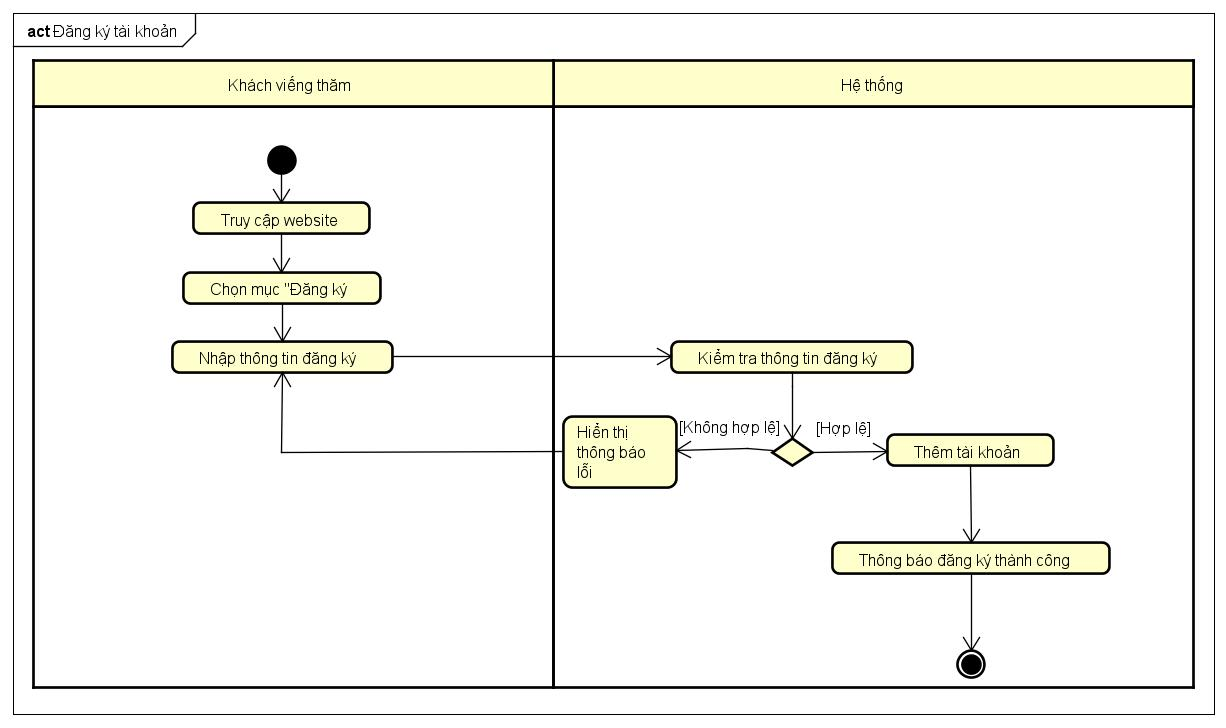 act Đăng ký tài khoản
Khách viếng thăm
Hệ thống
Truy cập website
Chọn mục "Đăng ký
Nhập thông tin đăng ký
Kiểm tra thông tin đăng ký
[Không hợp lệ]
[Hợp lệ]
Hiển thị
thông báo
lỗi
Thêm tài khoản
Thông báo đăng ký thành công